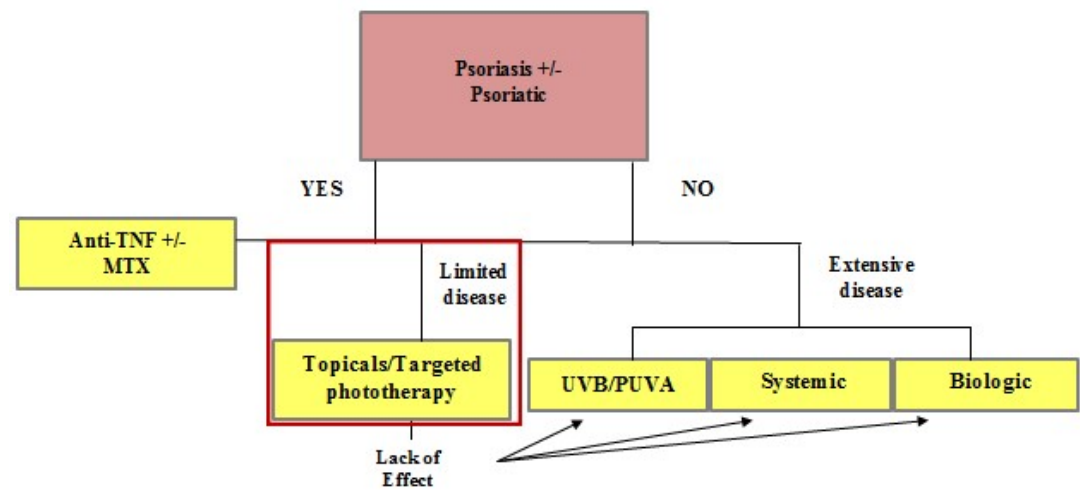 Psoriasis +/-
Psoriatic
YES
NO
Anti-TNF +/-
MTX
Limited
disease
Extensive
disease
Topicals/Targeted
phototherapy
UVB/PUVA
Systemic
Biologic
Lack of
Effect